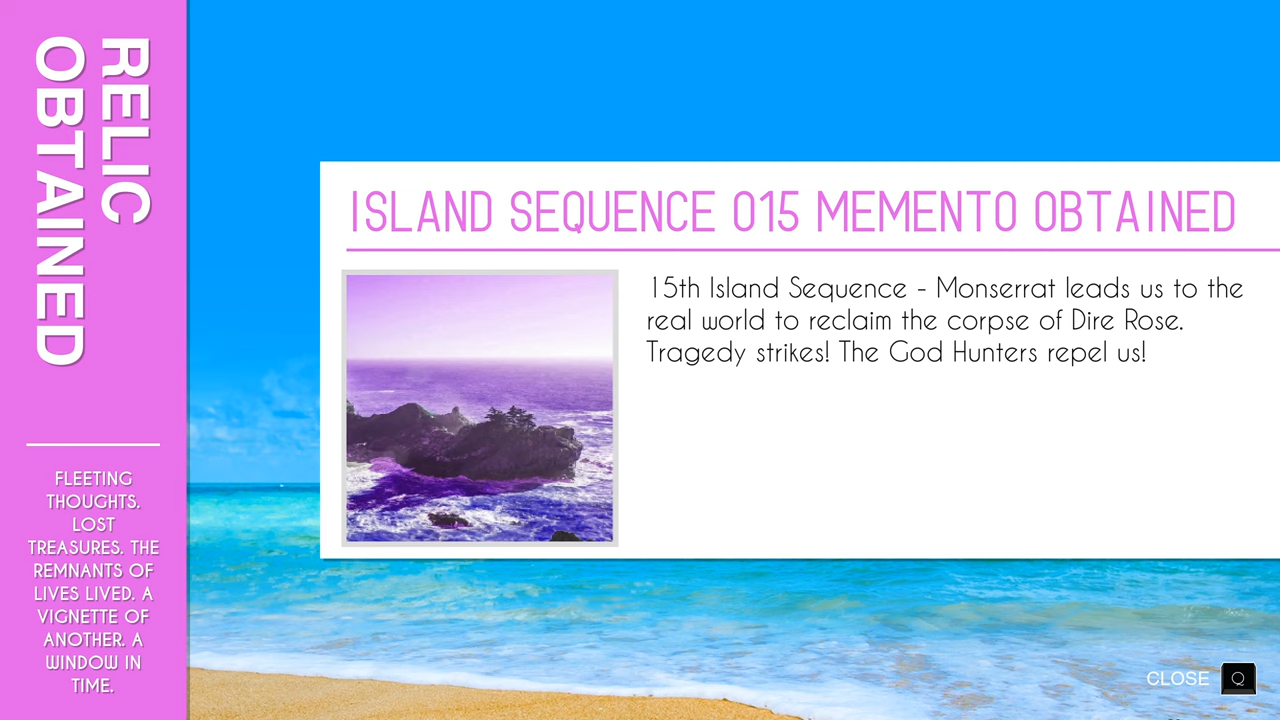 RELIC
OBTAINED
FLEETING
THOUGHTS.
LOST
TREASURES. THE
REMNANTS OF
LIVES LIVED. A
VIGNETTE OF
ANOTHER. A
WINDOW IN
TIME.
ISLAND SEQUENCE 015 MEMENTO OBTAINED
15th Island Sequence - Monserrat leads us to the
real world to reclaim the corpse of Dire Rose.
Tragedy strikes! The God Hunters repel us!
CLOSE Q